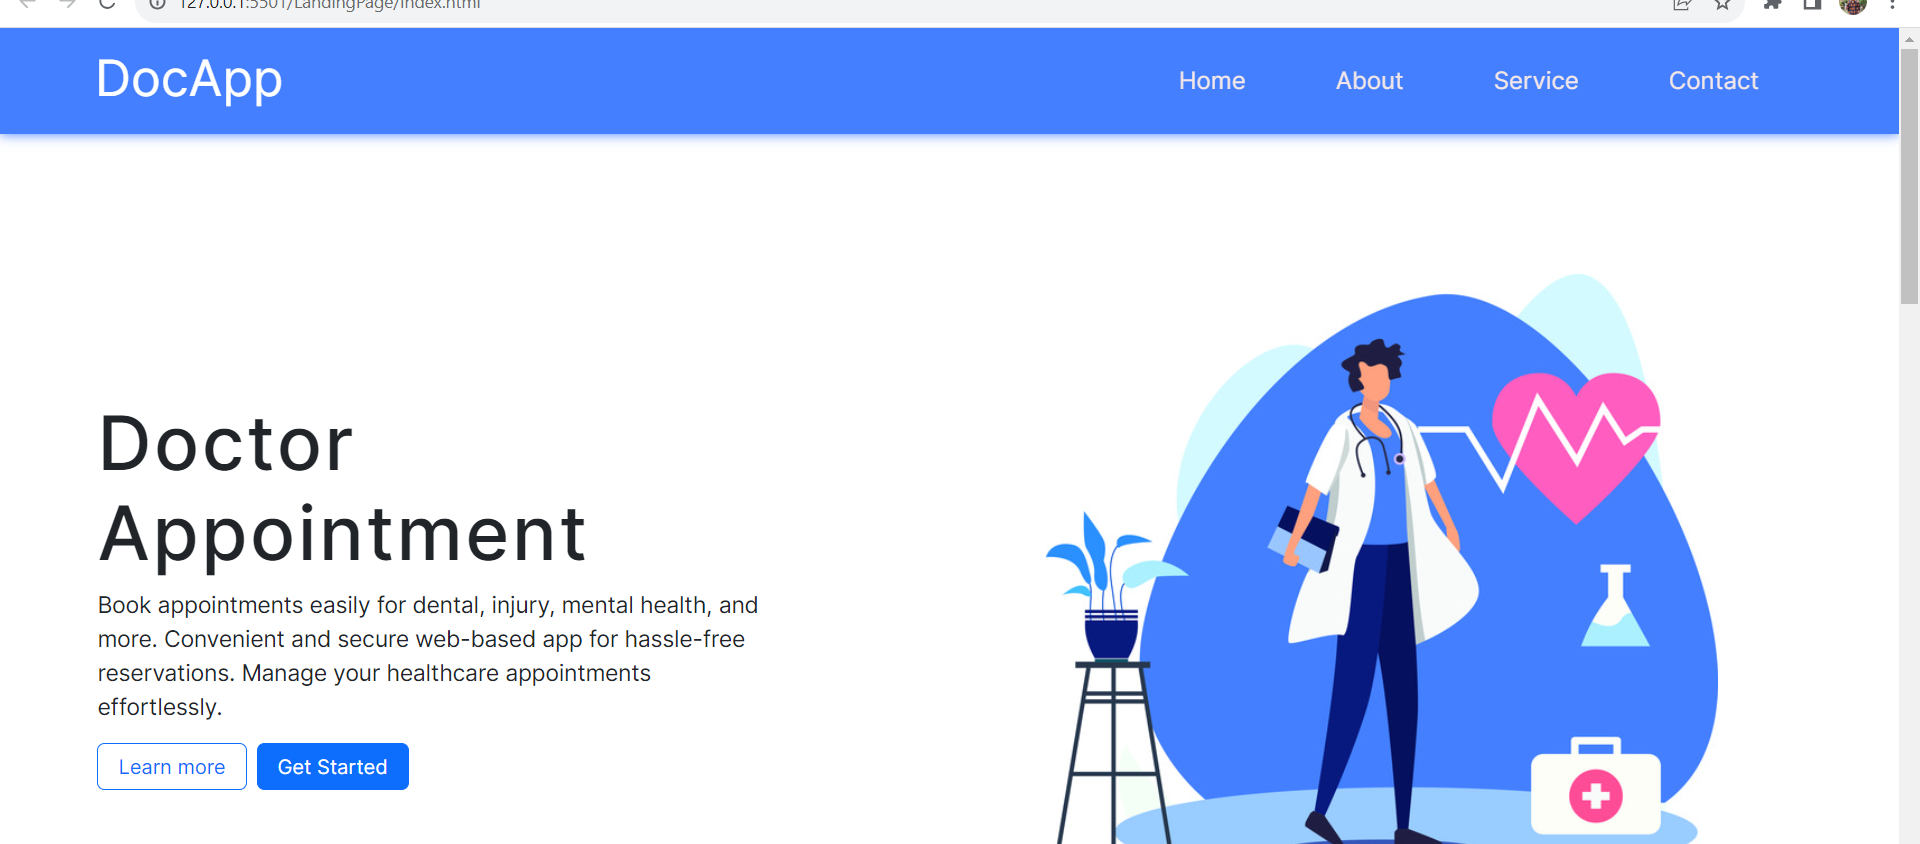 127.0.0.1:5501/LandingPage/index.html
DocApp
Home About Service Contact
Doctor
Appointment
Book appointments easily for dental, injury, mental health, and
more. Convenient and secure web-based app for hassle-free
reservations. Manage your healthcare appointments
effortlessly.
Learn more Get Started